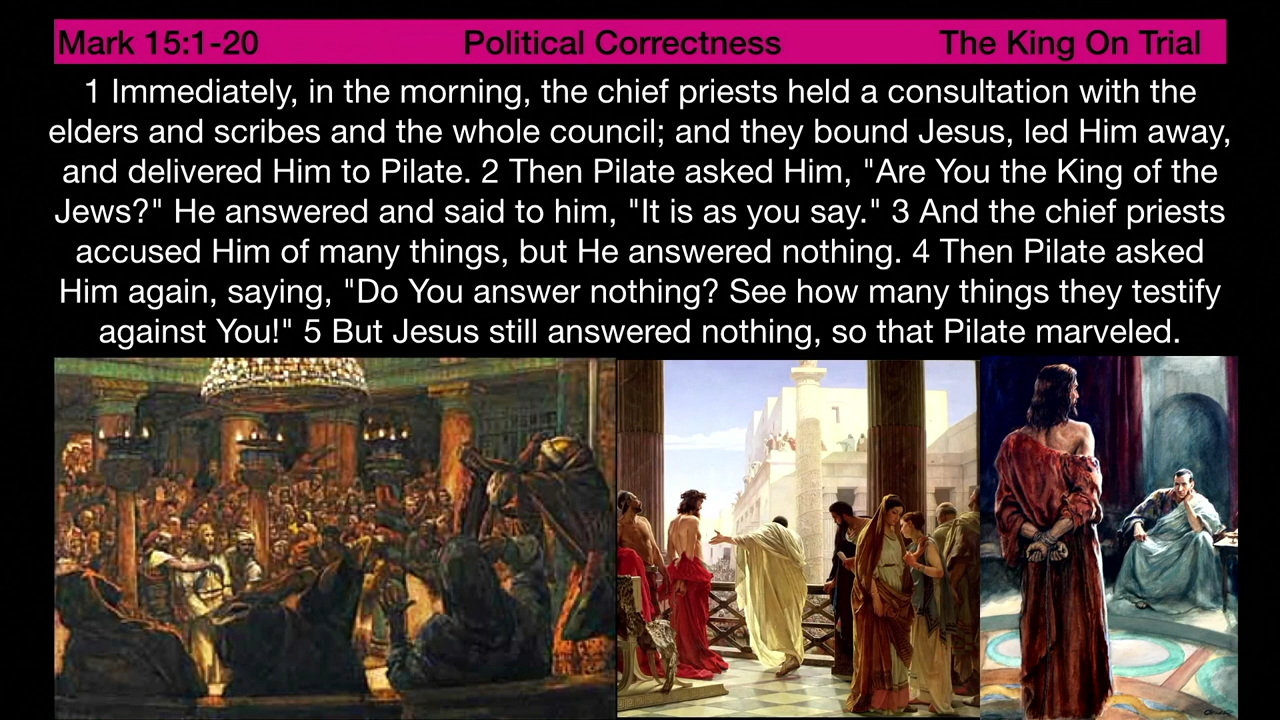 Mark 15:1-20 Political Correctness The King On Trial
1 Immediately, in the morning, the chief priests held a consultation with the
elders and scribes and the whole council; and they bound Jesus, led Him away,
and delivered Him to Pilate. 2 Then Pilate asked Him, "Are You the King of the
Jews?" He answered and said to him, "It is as you say." 3 And the chief priests
accused Him of many things, but He answered nothing. 4 Then Pilate asked
Him again, saying, "Do You answer nothing? See how many things they testify
against You!" 5 But Jesus still answered nothing, so that Pilate marveled.